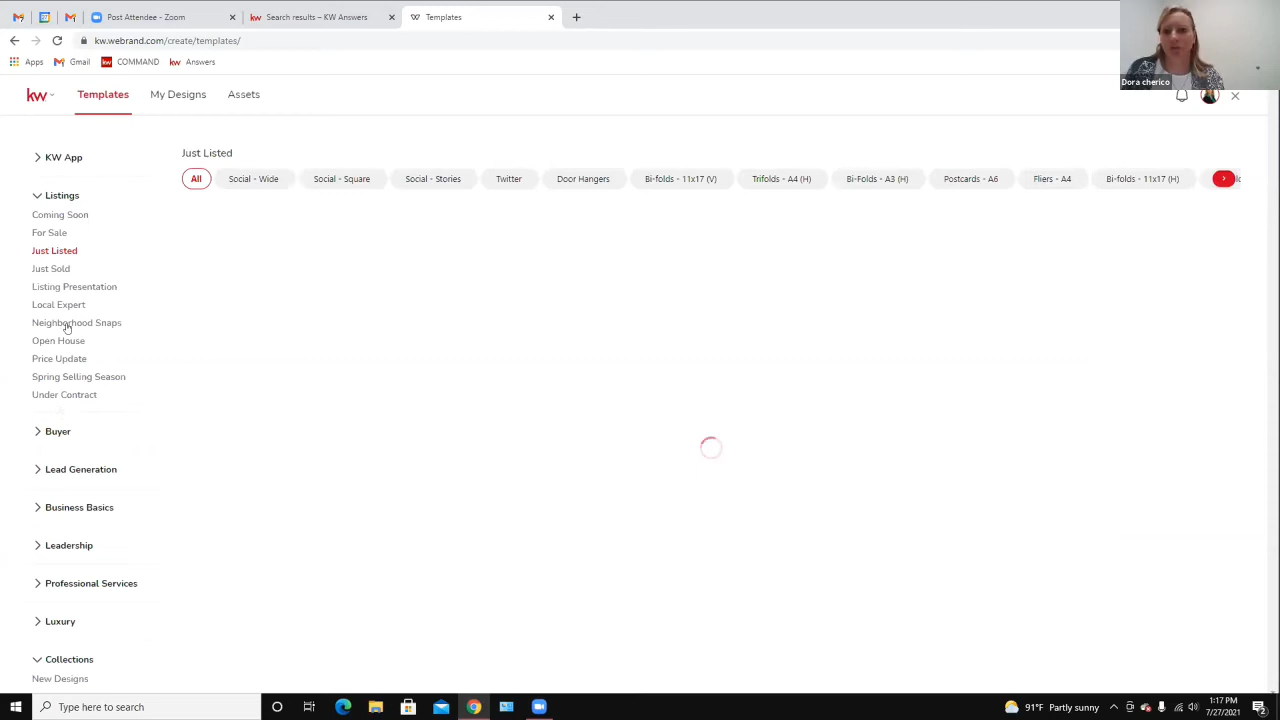 Post Attendee - Zoom
Search results – KW Answers
Templates
kw.webrand.com/create/templates/
Apps
Gmail
kw COMMAND
kw Answers
Dora cherico
kw
Templates
My Designs
Assets
KW App
Listings
Coming Soon
For Sale
Just Listed
Just Sold
Listing Presentation
Local Expert
Neighborhood Snaps
Open House
Price Update
Spring Selling Season
Under Contract
Buyer
Lead Generation
Business Basics
Leadership
Professional Services
Luxury
Collections
New Designs
Just Listed
All
Social - Wide
Social - Square
Social - Stories
Twitter
Door Hangers
Bi-folds - 11x17 (V)
Trifolds - A4 (H)
Bi-Folds - A3 (H)
Postcards - A6
Fliers - A4
Bi-folds - 11x17 (H)
Type here to search
91°F Partly sunny
1:17 PM
7/27/2021
2